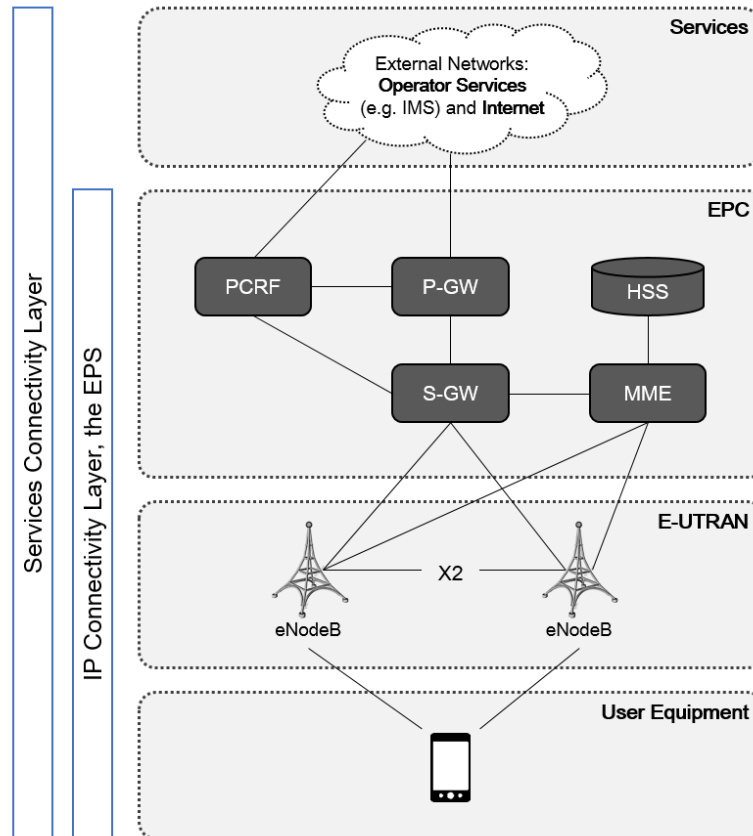 Services
External Networks:
Operator Services
(e.g. IMS) and Internet
EPC
PCRF
P-GW
HSS
S-GW
MME
E-UTRAN
X2
eNodeB
eNodeB
User Equipment
Services Connectivity Layer
IP Connectivity Layer, the EPS